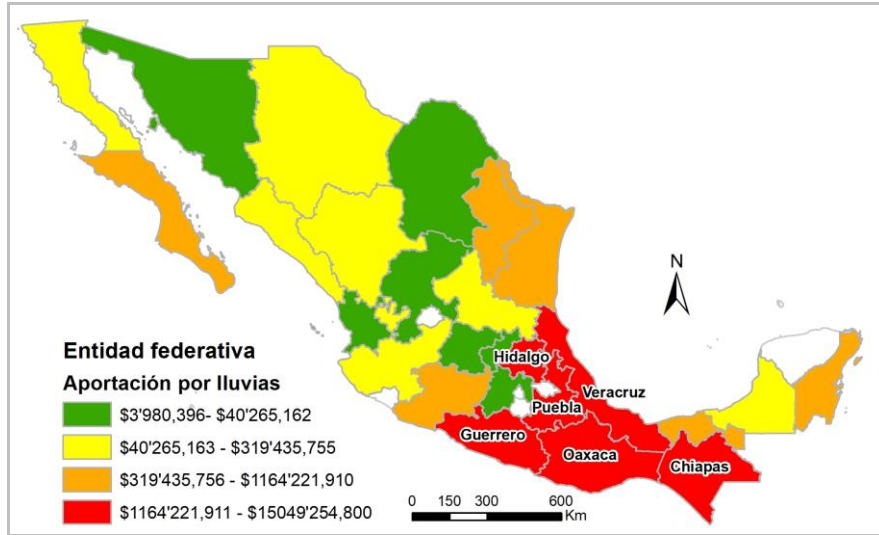 N
Hidalgo
Veracruz
Puebla
Guerrero
Oaxaca
Chiapas
Entidad federativa
Aportación por lluvias
$3'980,396- $40'265,162
$40'265,163 - $319'435,755
$319'435,756 - $1164'221,910
$1164'221,911 - $15049'254,800
0 150 300 600
Km